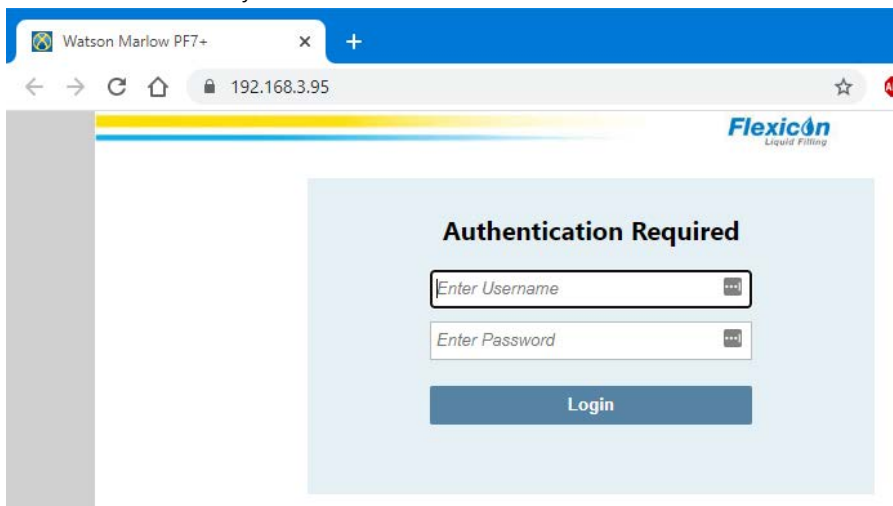 Watson Marlow PF7+
192.168.3.95
Flexicon
Liquid Filling
Authentication Required
Enter Username
Enter Password
Login